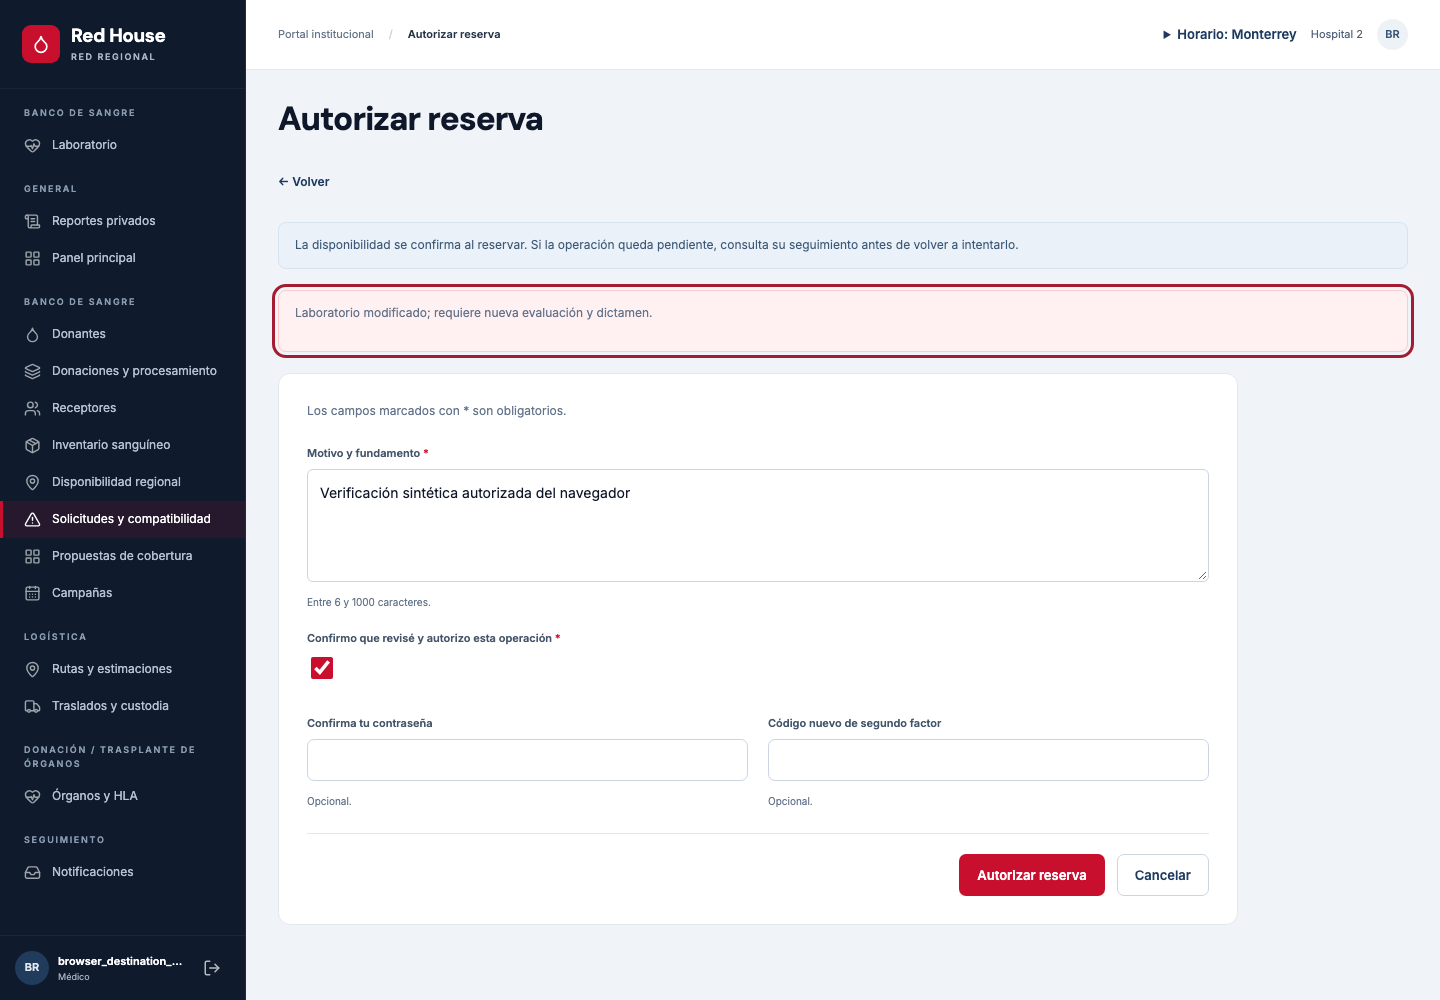 Red House
RED REGIONAL
BANCO DE SANGRE
Laboratorio
GENERAL
Reportes privados
Panel principal
BANCO DE SANGRE
Donantes
Donaciones y procesamiento
Receptores
Inventario sanguíneo
Disponibilidad regional
Solicitudes y compatibilidad
Propuestas de cobertura
Campañas
LOGÍSTICA
Rutas y estimaciones
Traslados y custodia
DONACIÓN / TRASPLANTE DE
ÓRGANOS
Órganos y HLA
SEGUIMIENTO
Notificaciones
BR
browser_destination_...
Médico
Portal institucional / Autorizar reserva
▶ Horario: Monterrey Hospital 2 BR
Autorizar reserva
← Volver
La disponibilidad se confirma al reservar. Si la operación queda pendiente, consulta su seguimiento antes de volver a intentarlo.
Laboratorio modificado; requiere nueva evaluación y dictamen.
Los campos marcados con * son obligatorios.
Motivo y fundamento *
Verificación sintética autorizada del navegador
Entre 6 y 1000 caracteres.
Confirmo que revisé y autorizo esta operación *
Confirma tu contraseña
Opcional.
Código nuevo de segundo factor
Opcional.
Autorizar reserva
Cancelar